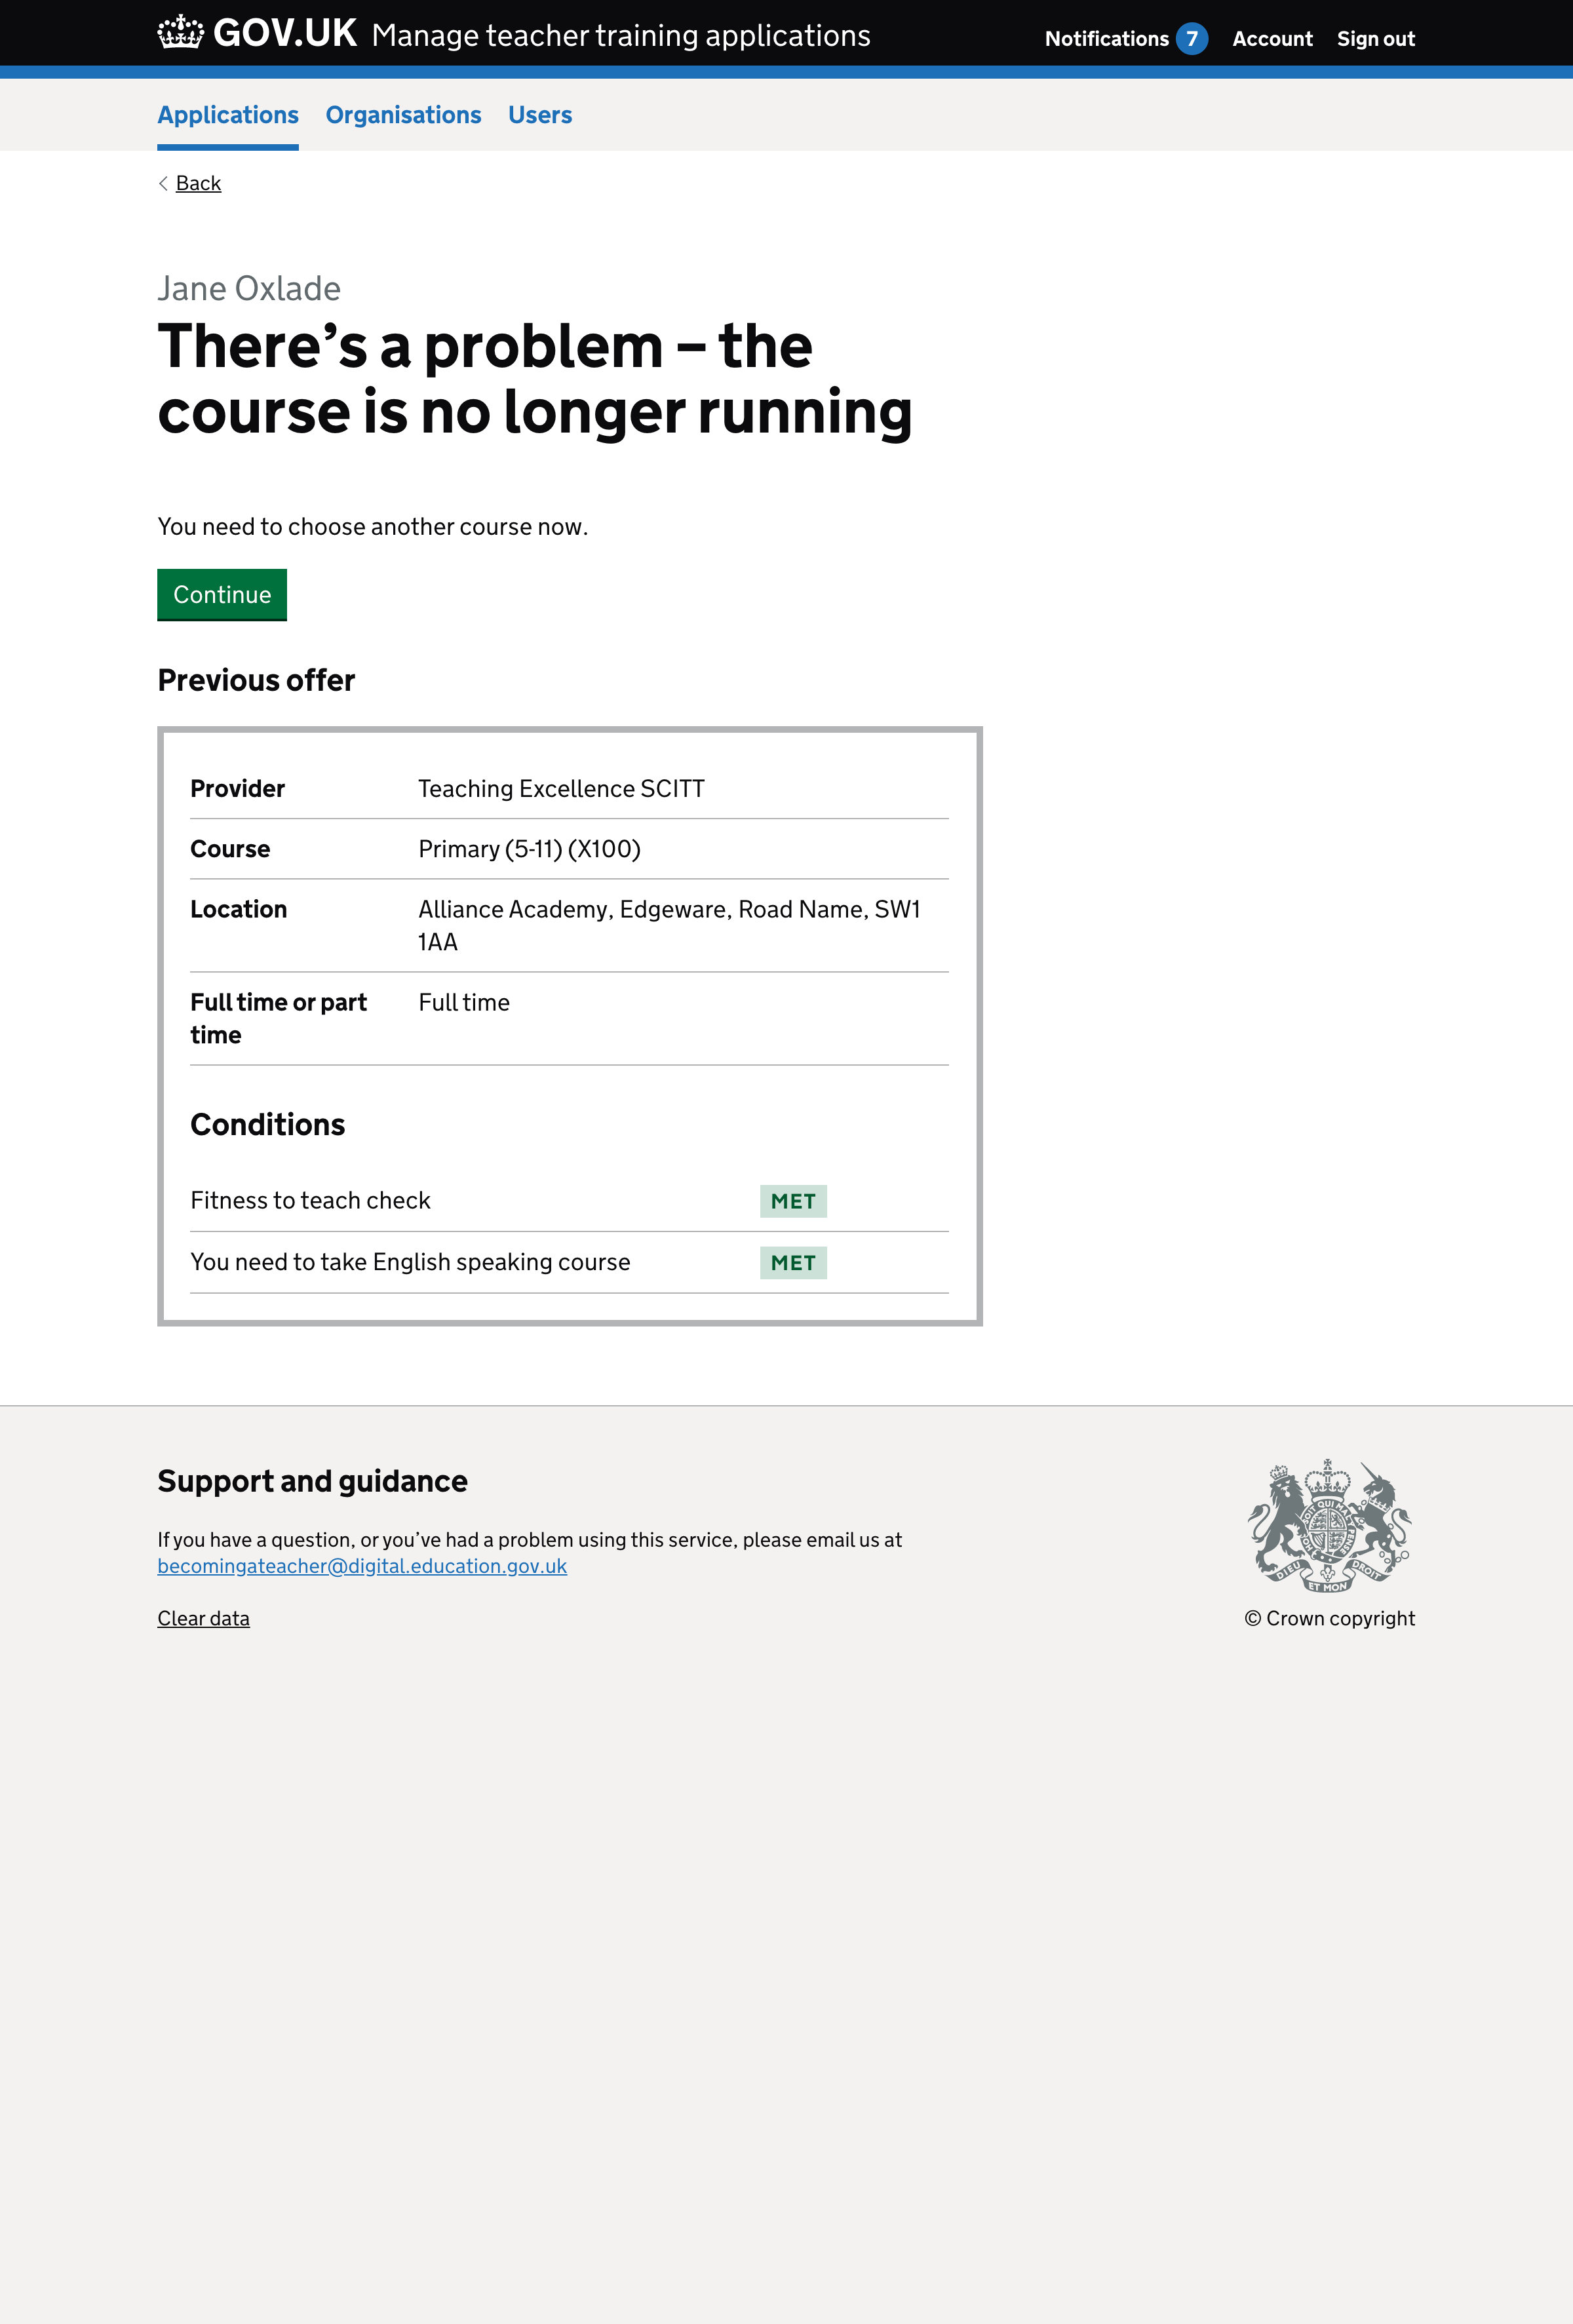 GOV.UK Manage teacher training applications
Notifications 7 Account Sign out
Applications Organisations Users
Back
Jane Oxlade
There’s a problem – the
course is no longer running
You need to choose another course now.
Continue
Previous offer
Provider Teaching Excellence SCITT
Course Primary (5-11) (X100)
Location Alliance Academy, Edgeware, Road Name, SW1
1AA
Full time or part Full time
time
Conditions
Fitness to teach check MET
You need to take English speaking course MET
Support and guidance
If you have a question, or you’ve had a problem using this service, please email us at
becomingateacher@digital.education.gov.uk
Clear data
DIEU ET MON DROIT
© Crown copyright